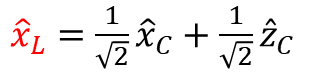 x̂_L = 1/√2 x̂_C + 1/√2 ẑ_C